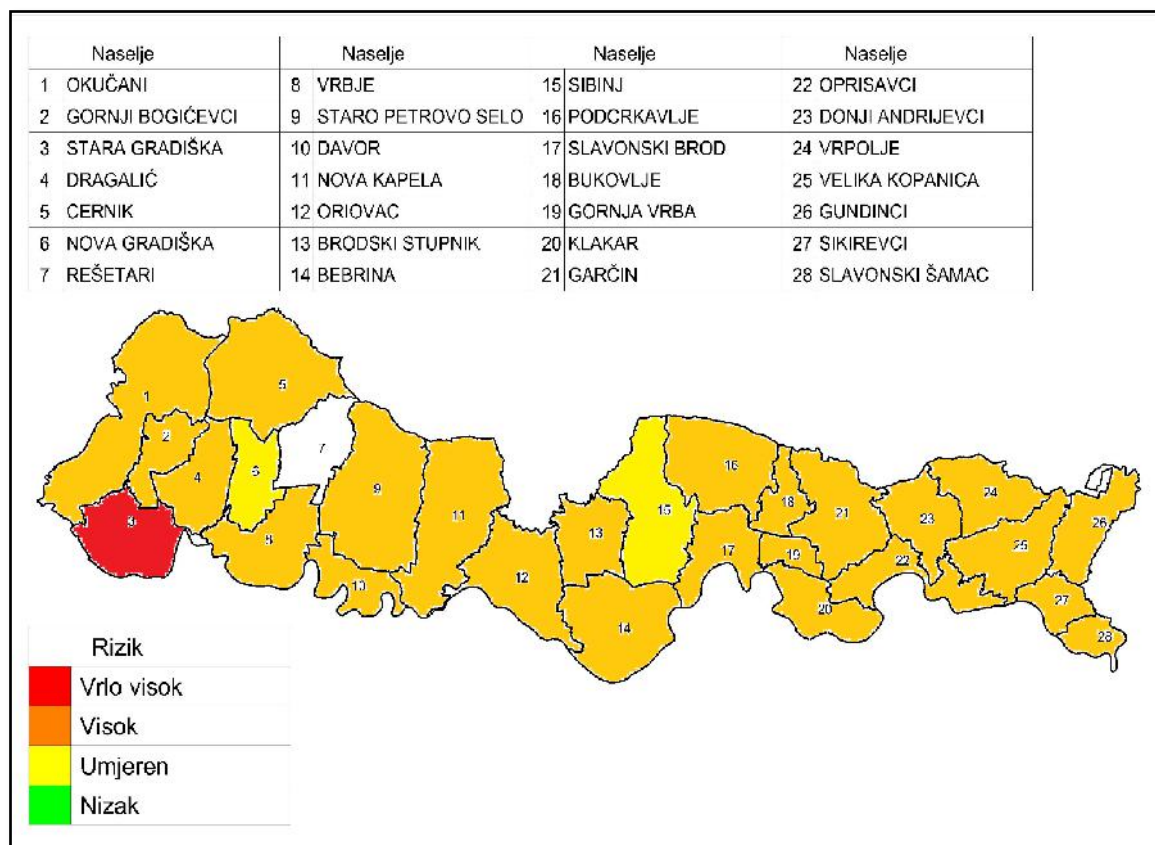 Naselje Naselje Naselje Naselje
1 OKUČANI 8 VRBJE 15 SIBINJ 22 OPRISAVCI
2 GORNJI BOGIĆEVCI 9 STARO PETROVO SELO 16 PODCRKAVLJE 23 DONJI ANDRIJEVCI
3 STARA GRADIŠKA 10 DAVOR 17 SLAVONSKI BROD 24 VRPOLJE
4 DRAGALIĆ 11 NOVA KAPELA 18 BUKOVLJE 25 VELIKA KOPANICA
5 CERNIK 12 ORIOVAC 19 GORNJA VRBA 26 GUNDINCI
6 NOVA GRADIŠKA 13 BRODSKI STUPNIK 20 KLAKAR 27 SIKIREVCI
7 REŠETARI 14 BEBRINA 21 GARČIN 28 SLAVONSKI ŠAMAC
5
1
2
7
4
6
9
3
8
11
10
12
13
15
14
16
18
17
19
20
21
22
23
24
25
26
27
28
Rizik
Vrlo visok
Visok
Umjeren
Nizak